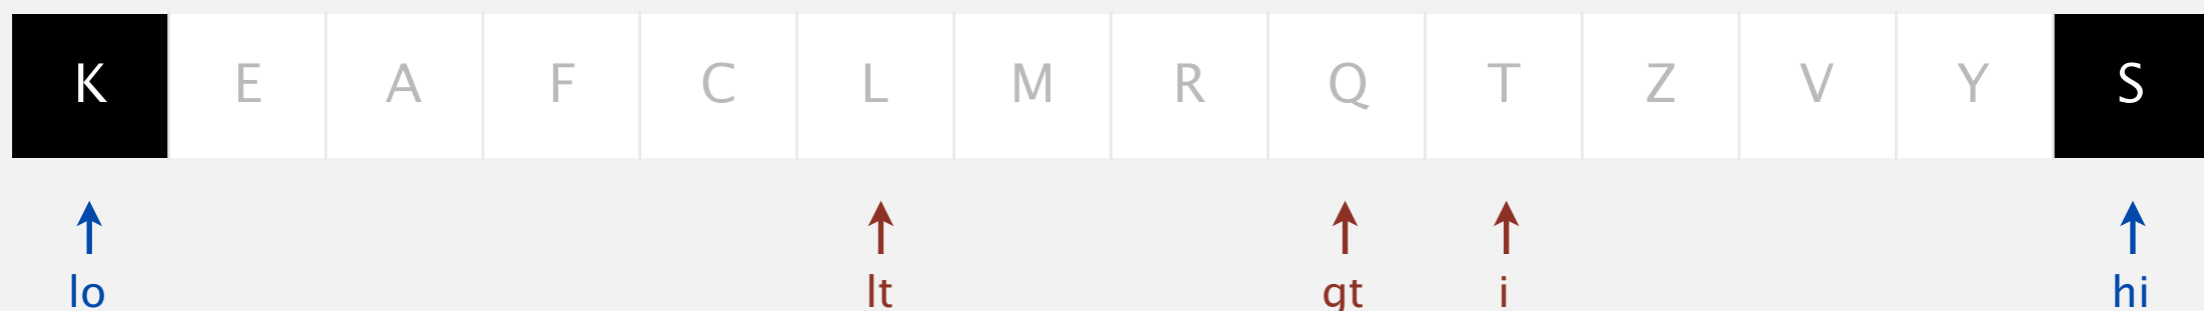 K E A F C L M R Q T Z V Y S
lo lt gt i hi